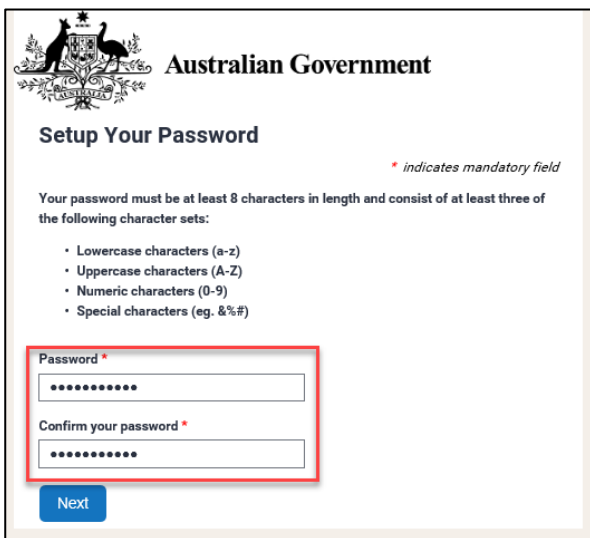 AUSTRALIA
Australian Government
Setup Your Password
* indicates mandatory field
Your password must be at least 8 characters in length and consist of at least three of
the following character sets:
• Lowercase characters (a-z)
• Uppercase characters (A-Z)
• Numeric characters (0-9)
• Special characters (eg. &%#)
Password *
•••••••••••
Confirm your password *
•••••••••••
Next